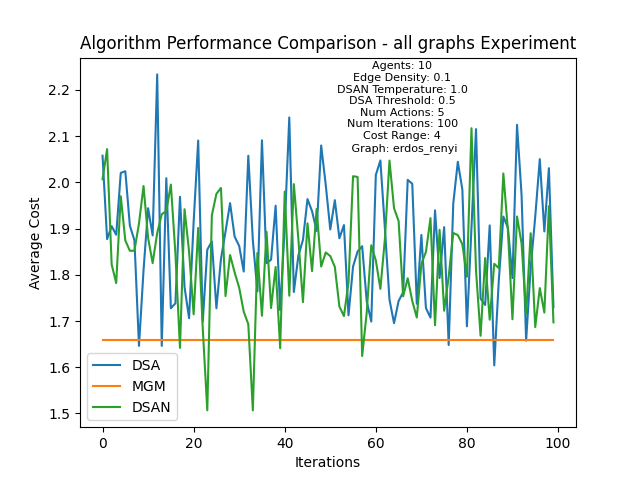 Algorithm Performance Comparison - all graphs Experiment
Agents: 10
Edge Density: 0.1
DSAN Temperature: 1.0
DSA Threshold: 0.5
Num Actions: 5
Num Iterations: 100
Cost Range: 4
Graph: erdos_renyi
Average Cost
2.2
2.1
2.0
1.9
1.8
1.7
1.6
1.5
DSA
MGM
DSAN
0
20
40
60
80
100
Iterations